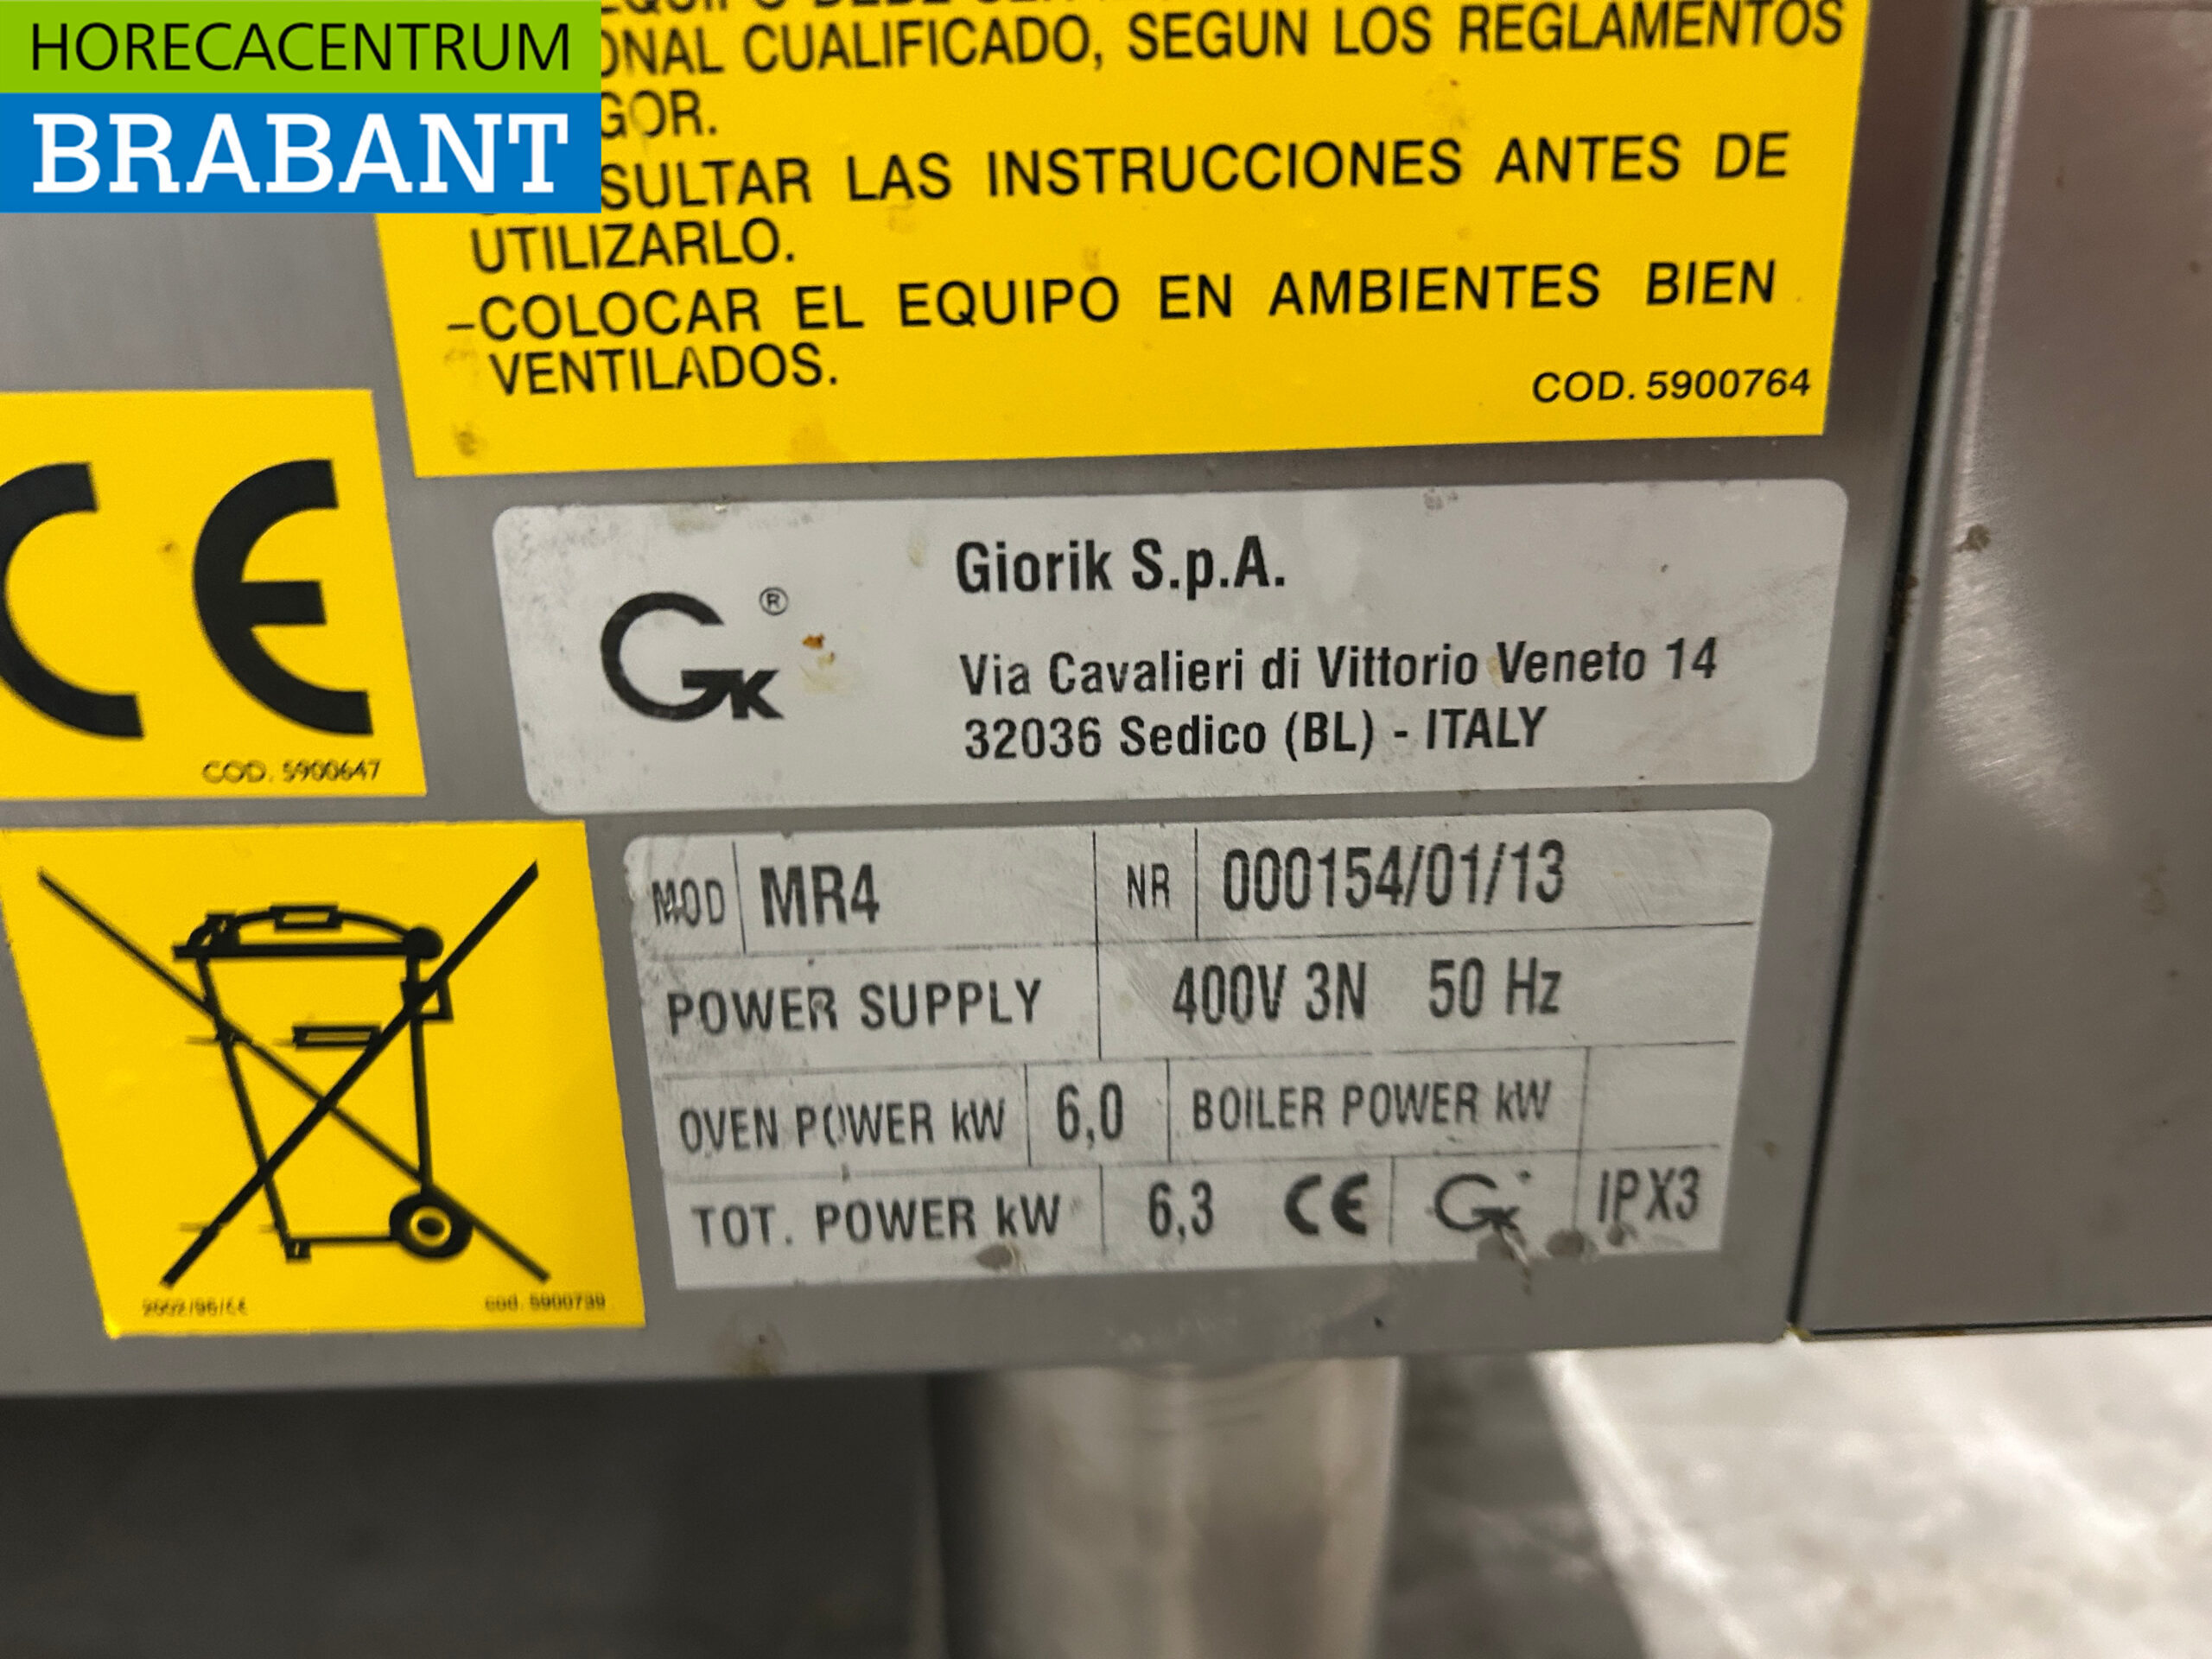 HORECACENTRUM
BRABANT
CUALIFICADO, SEGUN LOS REGLAMENTOS
LAS INSTRUCCIONES ANTES DE
UTILIZARLO.
-COLOCAR EL EQUIPO EN AMBIENTES BIEN
VENTILADOS.
COD. 5900764
CE
COD. 5900647
GK ®
Giorik S.p.A.
Via Cavalieri di Vittorio Veneto 14
32036 Sedico (BL) - ITALY
MOD MR4 NR 000154/01/13
POWER SUPPLY 400V 3N 50 Hz
OVEN POWER kW 6,0 BOILER POWER kW
TOT. POWER kW 6,3 CE GK IPX3
cod. 5900739